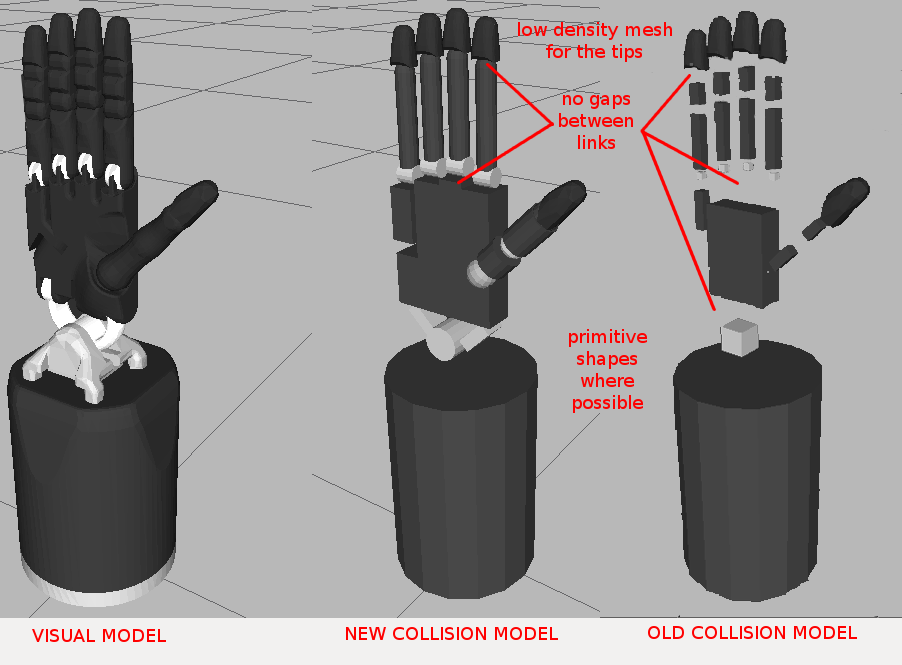 low density mesh
for the tips
no gaps
between
links
primitive
shapes
where
possible
VISUAL MODEL
NEW COLLISION MODEL
OLD COLLISION MODEL